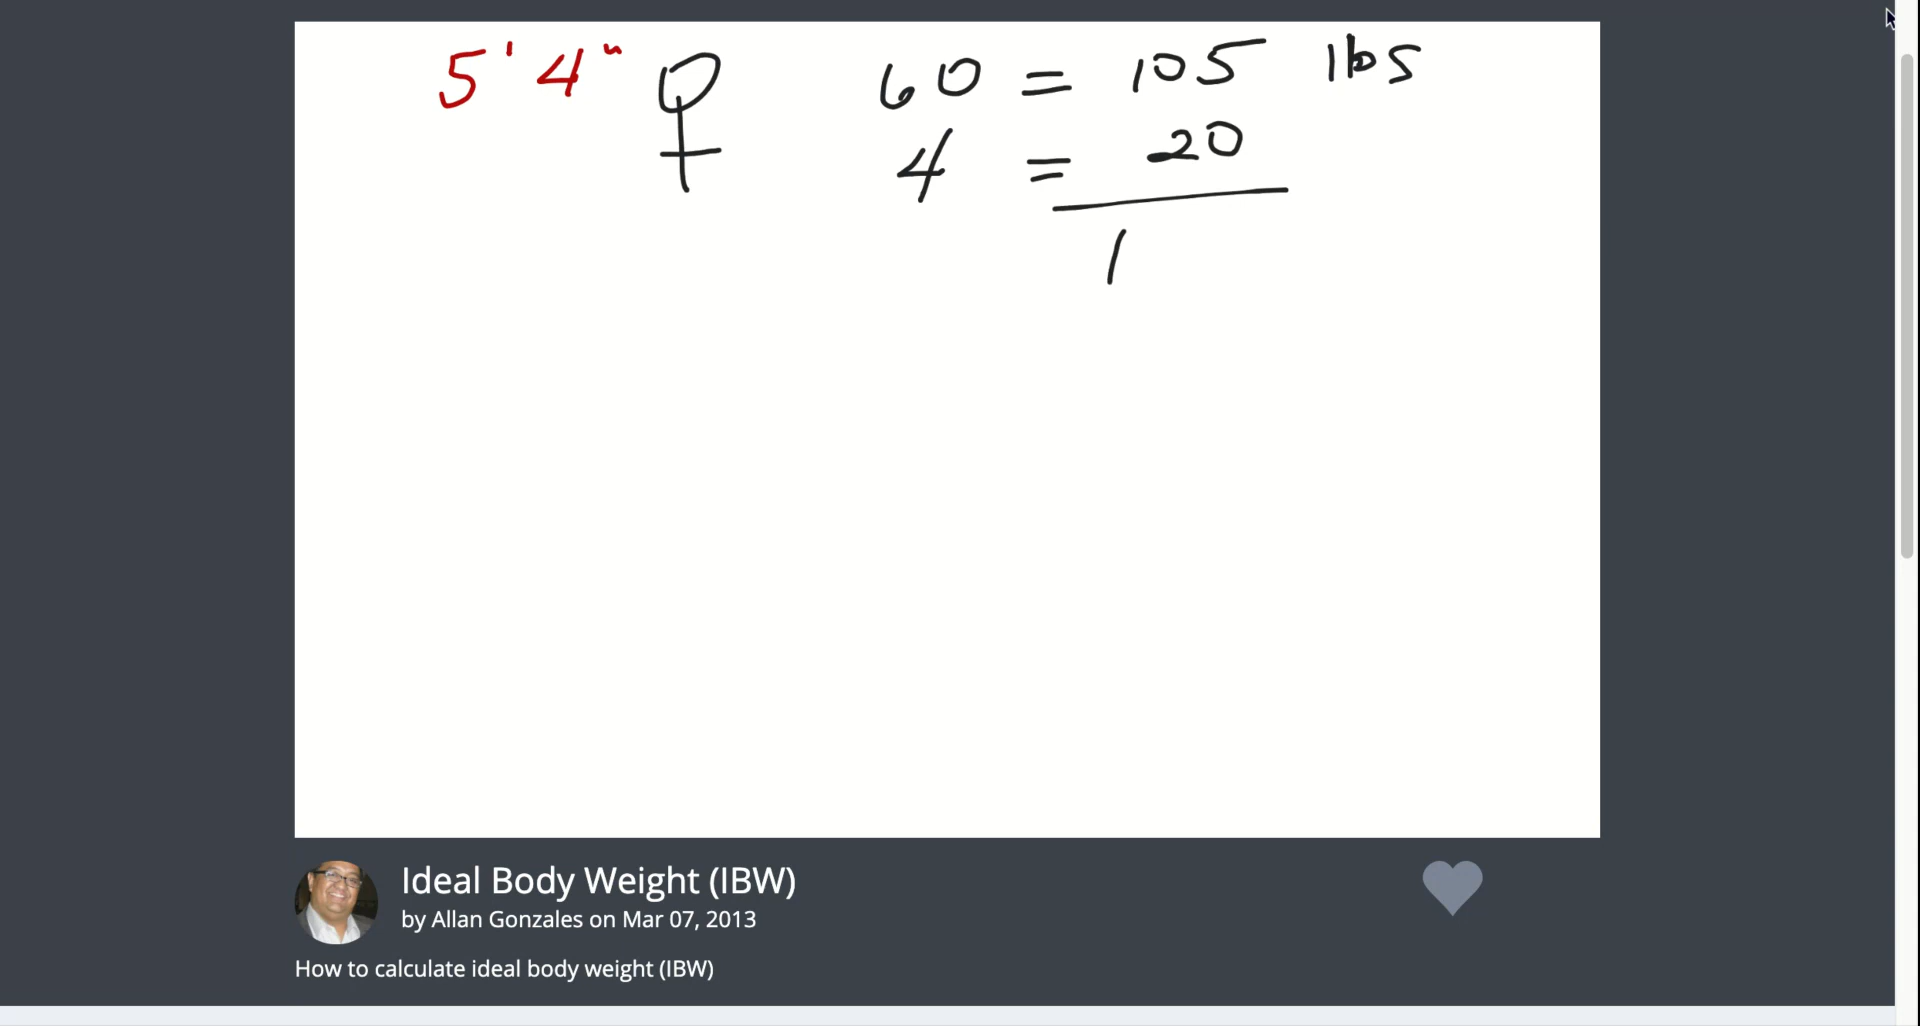 5'4" ♀ 60 = 105 lbs
4 = 20
1
Ideal Body Weight (IBW)
by Allan Gonzales on Mar 07, 2013
How to calculate ideal body weight (IBW)